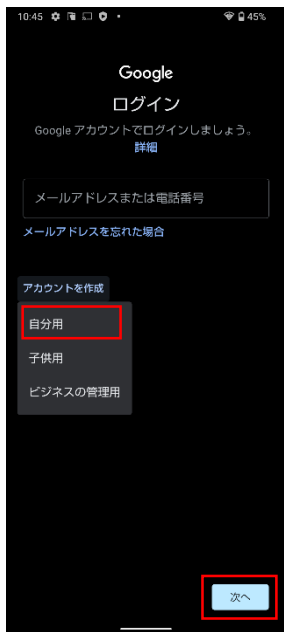 10:45
45%
Google
ログイン
Google アカウントでログインしましょう。
詳細
メールアドレスまたは電話番号
メールアドレスを忘れた場合
アカウントを作成
自分用
子供用
ビジネスの管理用
次へ